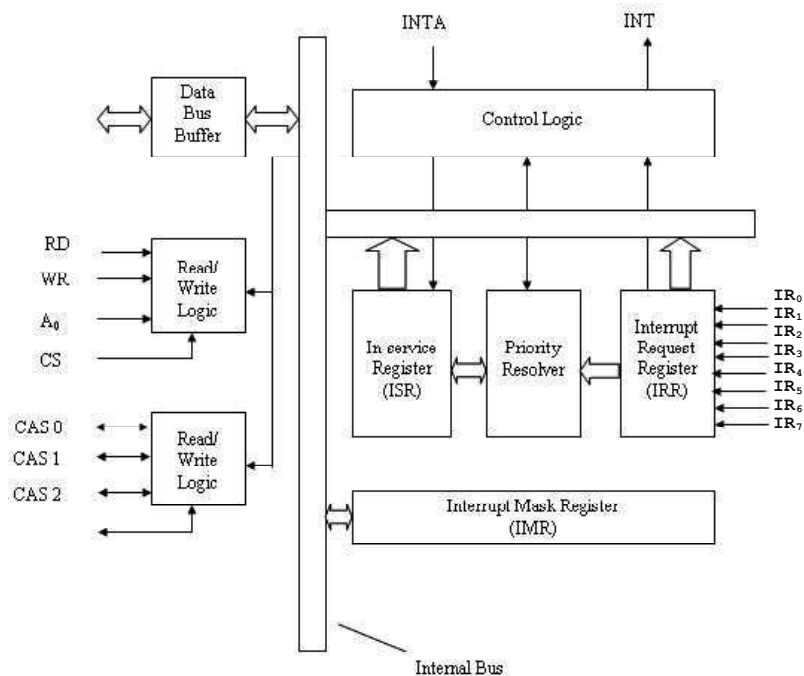 INTA
INT
Data
Bus
Buffer
Control Logic
RD
WR
A₀
CS
Read/
Write
Logic
In service
Register
(ISR)
Priority
Resolver
Interrupt
Request
Register
(IRR)
IR₀
IR₁
IR₂
IR₃
IR₄
IR₅
IR₆
IR₇
CAS 0
CAS 1
CAS 2
Read/
Write
Logic
Interrupt Mask Register
(IMR)
Internal Bus